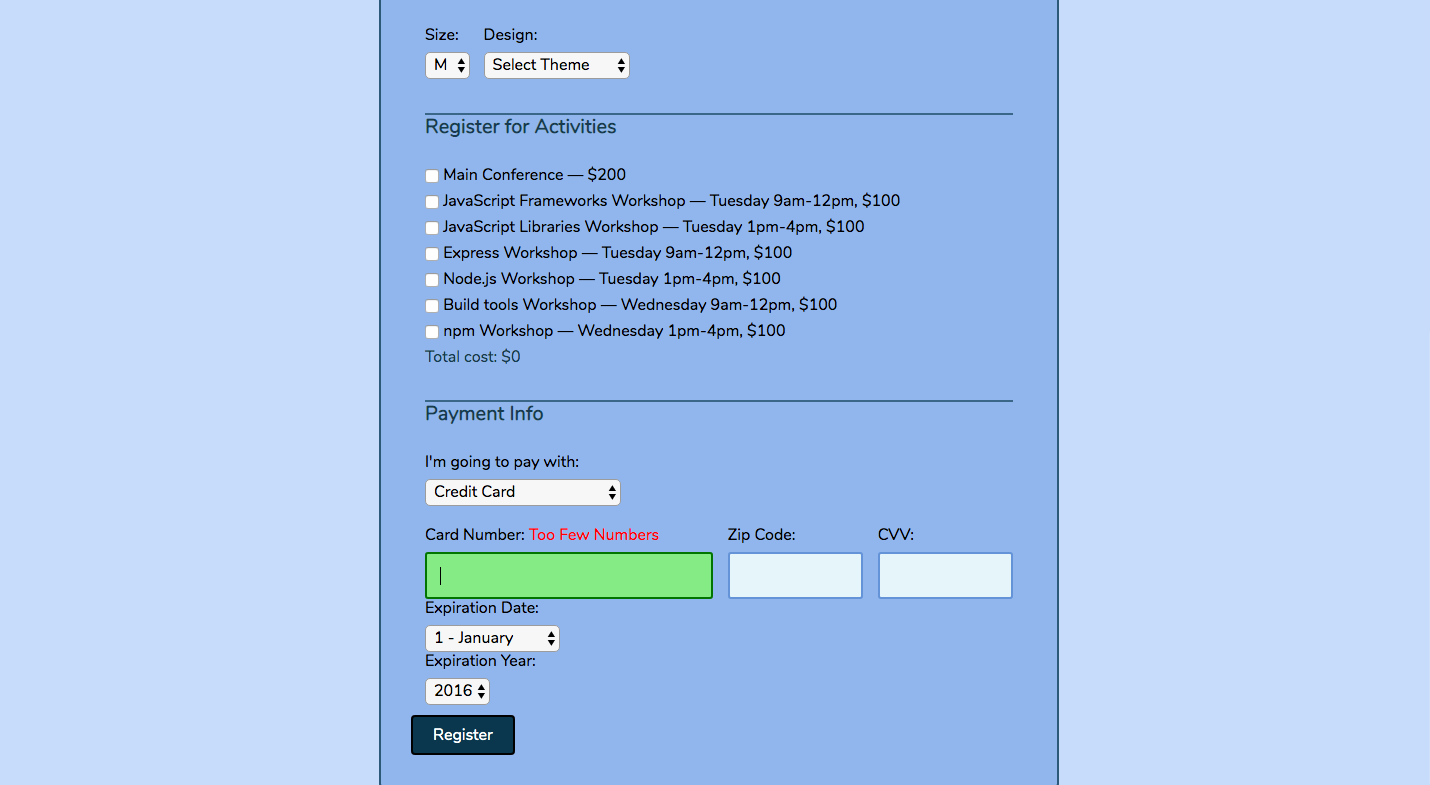 Size: Design:
M Select Theme
Register for Activities
Main Conference — $200
JavaScript Frameworks Workshop — Tuesday 9am-12pm, $100
JavaScript Libraries Workshop — Tuesday 1pm-4pm, $100
Express Workshop — Tuesday 9am-12pm, $100
Node.js Workshop — Tuesday 1pm-4pm, $100
Build tools Workshop — Wednesday 9am-12pm, $100
npm Workshop — Wednesday 1pm-4pm, $100
Total cost: $0
Payment Info
I'm going to pay with:
Credit Card
Card Number: Too Few Numbers Zip Code: CVV:
Expiration Date:
1 - January
Expiration Year:
2016
Register